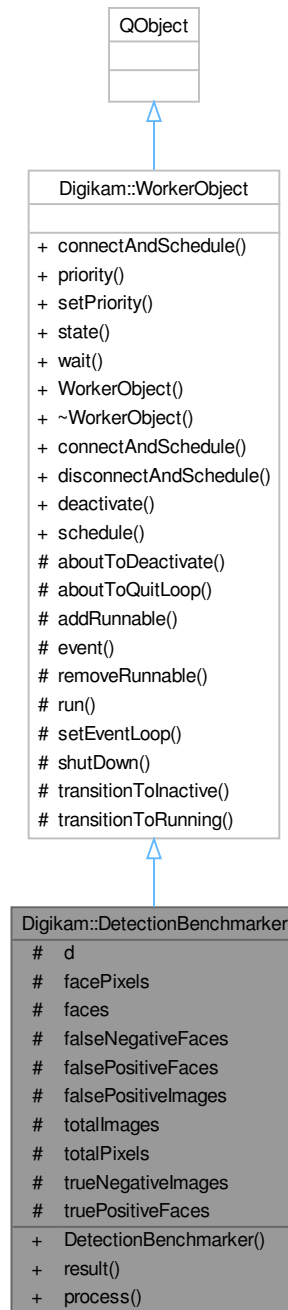 QObject
Digikam::WorkerObject
+ connectAndSchedule()
+ priority()
+ setPriority()
+ state()
+ wait()
+ WorkerObject()
+ ~WorkerObject()
+ connectAndSchedule()
+ disconnectAndSchedule()
+ deactivate()
+ schedule()
# aboutToDeactivate()
# aboutToQuitLoop()
# addRunnable()
# event()
# removeRunnable()
# run()
# setEventLoop()
# shutDown()
# transitionToInactive()
# transitionToRunning()
Digikam::DetectionBenchmarker
# d
# facePixels
# faces
# falseNegativeFaces
# falsePositiveFaces
# falsePositiveImages
# totalImages
# totalPixels
# trueNegativeImages
# truePositiveFaces
+ DetectionBenchmarker()
+ result()
+ process()